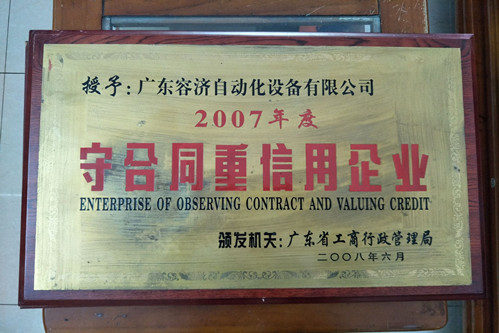 授予：广东容济自动化设备有限公司
2007年度
守合同重信用企业
ENTERPRISE OF OBSERVING CONTRACT AND VALUING CREDIT
颁发机关：广东省工商行政管理局
二〇〇八年六月